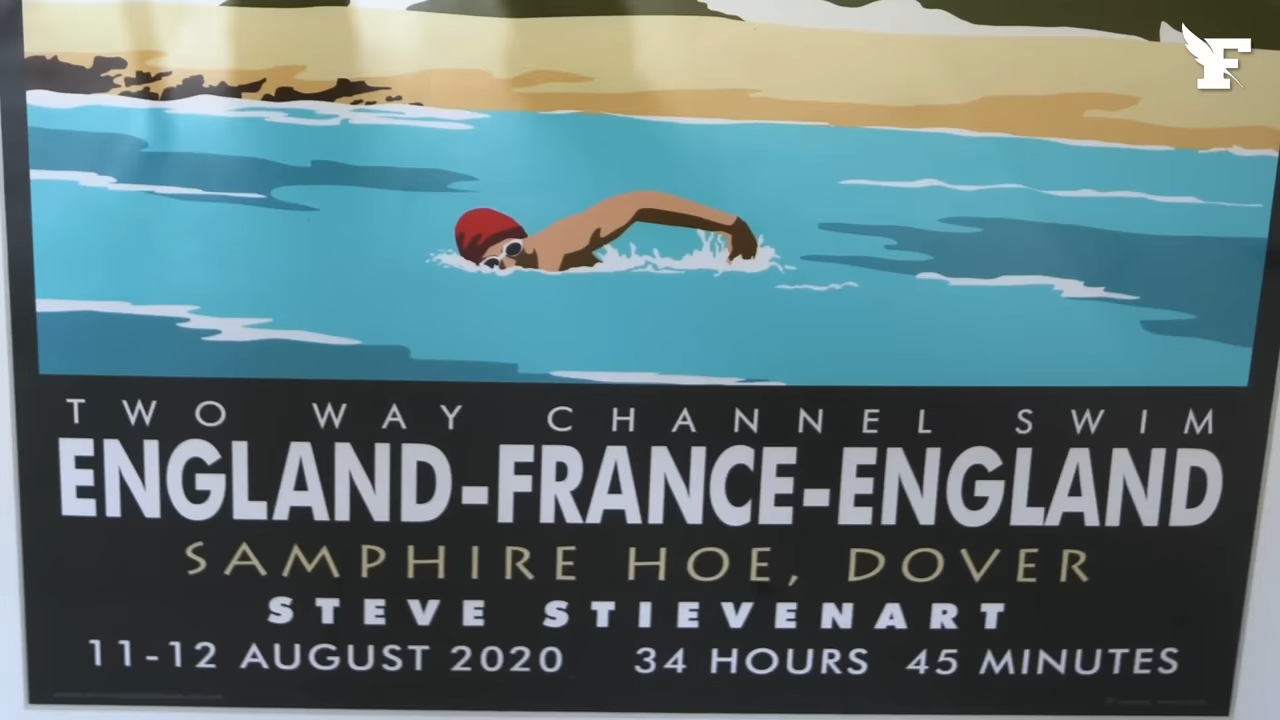 F
TWO WAY CHANNEL SWIM
ENGLAND-FRANCE-ENGLAND
SAMPHIRE HOE, DOVER
STEVE STIEVENART
11-12 AUGUST 2020 34 HOURS 45 MINUTES